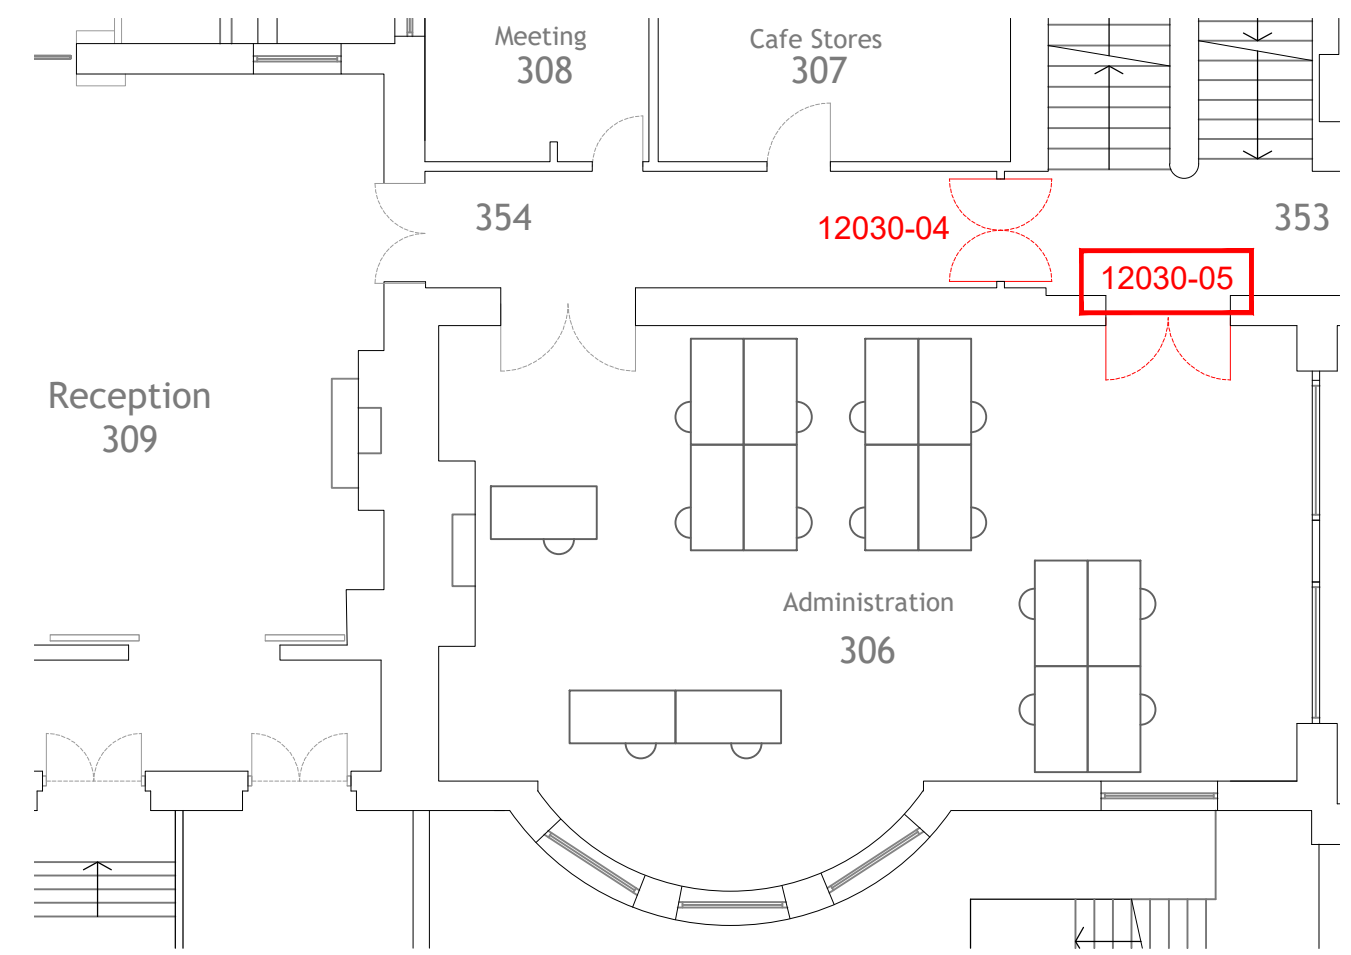 Meeting
308
Cafe Stores
307
354
12030-04
353
12030-05
Reception
309
Administration
306